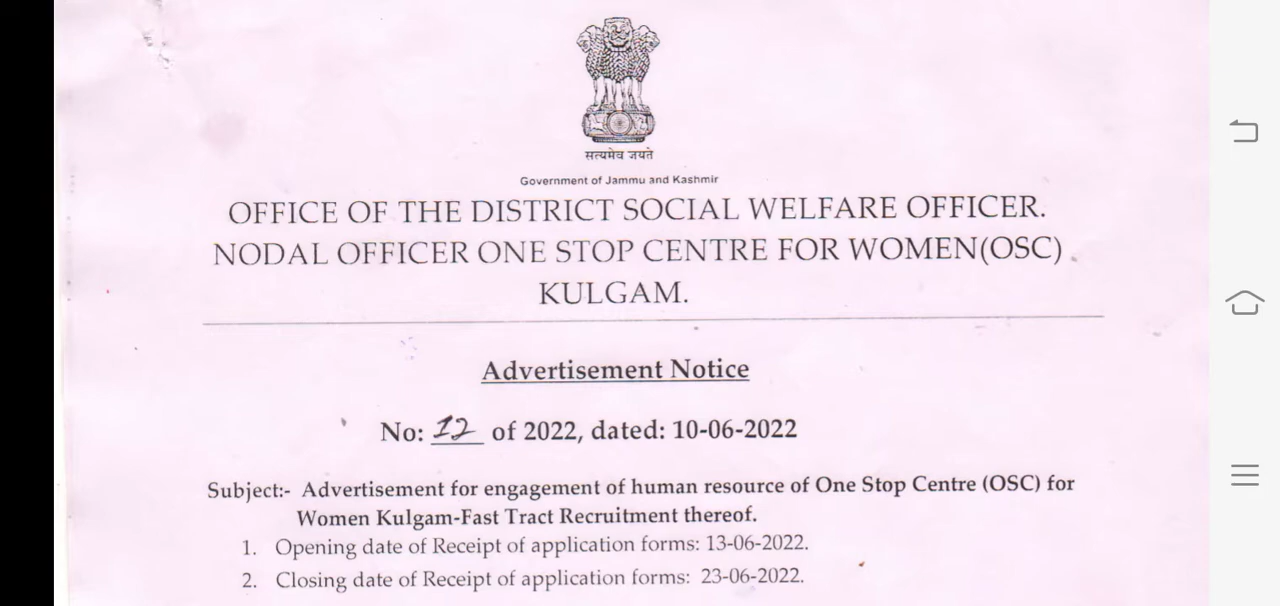 सत्यमेव जयते
Government of Jammu and Kashmir
OFFICE OF THE DISTRICT SOCIAL WELFARE OFFICER.
NODAL OFFICER ONE STOP CENTRE FOR WOMEN(OSC)
KULGAM.
Advertisement Notice
No: 12 of 2022, dated: 10-06-2022
Subject:- Advertisement for engagement of human resource of One Stop Centre (OSC) for
Women Kulgam-Fast Tract Recruitment thereof.
1. Opening date of Receipt of application forms: 13-06-2022.
2. Closing date of Receipt of application forms: 23-06-2022.